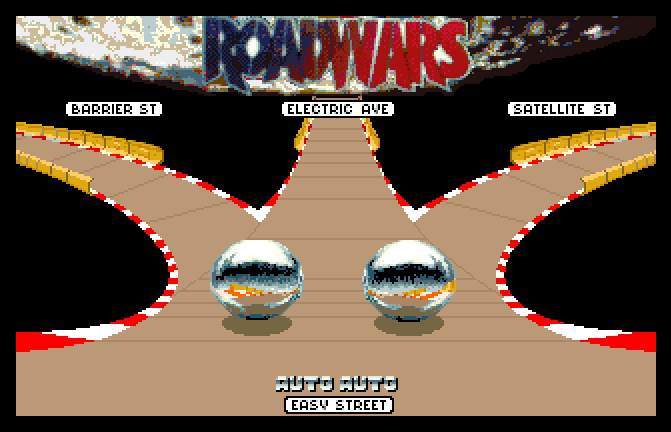 ROADWARS
BARRIER ST ELECTRIC AVE SATELLITE ST
AUTO AUTO
EASY STREET